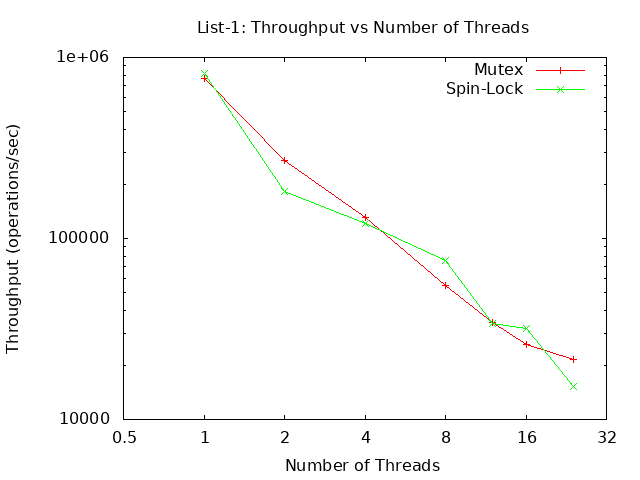 List-1: Throughput vs Number of Threads
1e+06
Mutex
Spin-Lock
Throughput (operations/sec)
100000
10000
0.5 1 2 4 8 16 32
Number of Threads